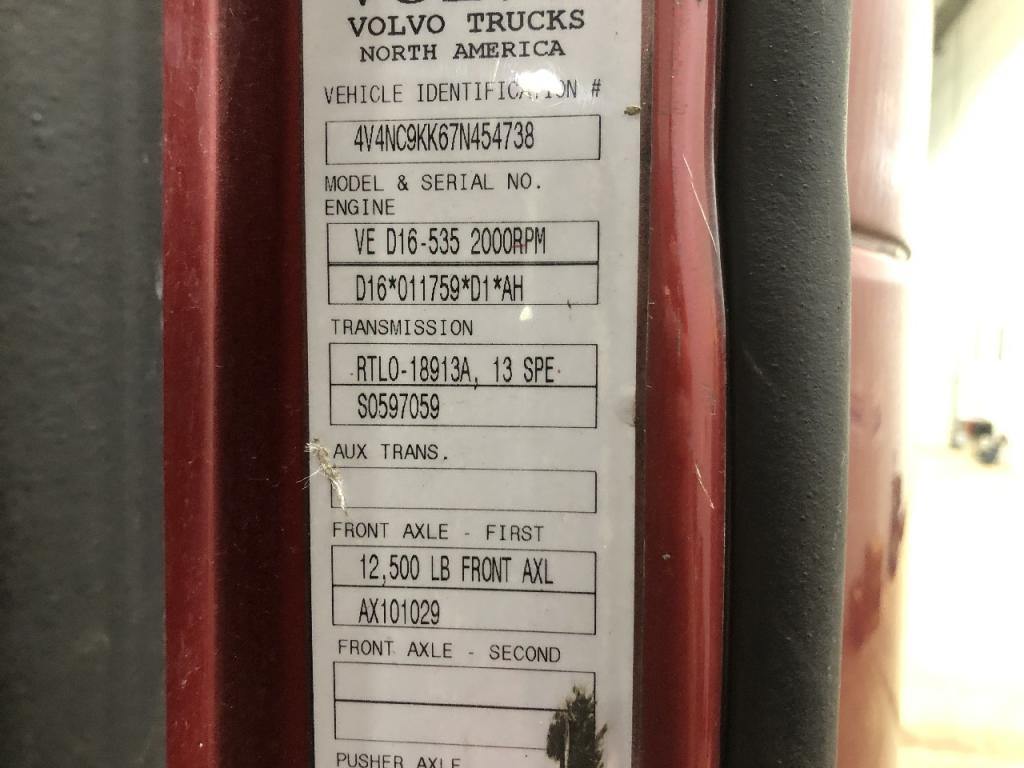 VOLVO TRUCKS
NORTH AMERICA
VEHICLE IDENTIFICATION #
4V4NC9KK67N454738
MODEL & SERIAL NO.
ENGINE
VE D16-535 2000RPM
D16*011759*D1*AH
TRANSMISSION
RTLO-18913A, 13 SPE
S0597059
AUX TRANS.
FRONT AXLE - FIRST
12,500 LB FRONT AXL
AX101029
FRONT AXLE - SECOND
PUSHER AXLE